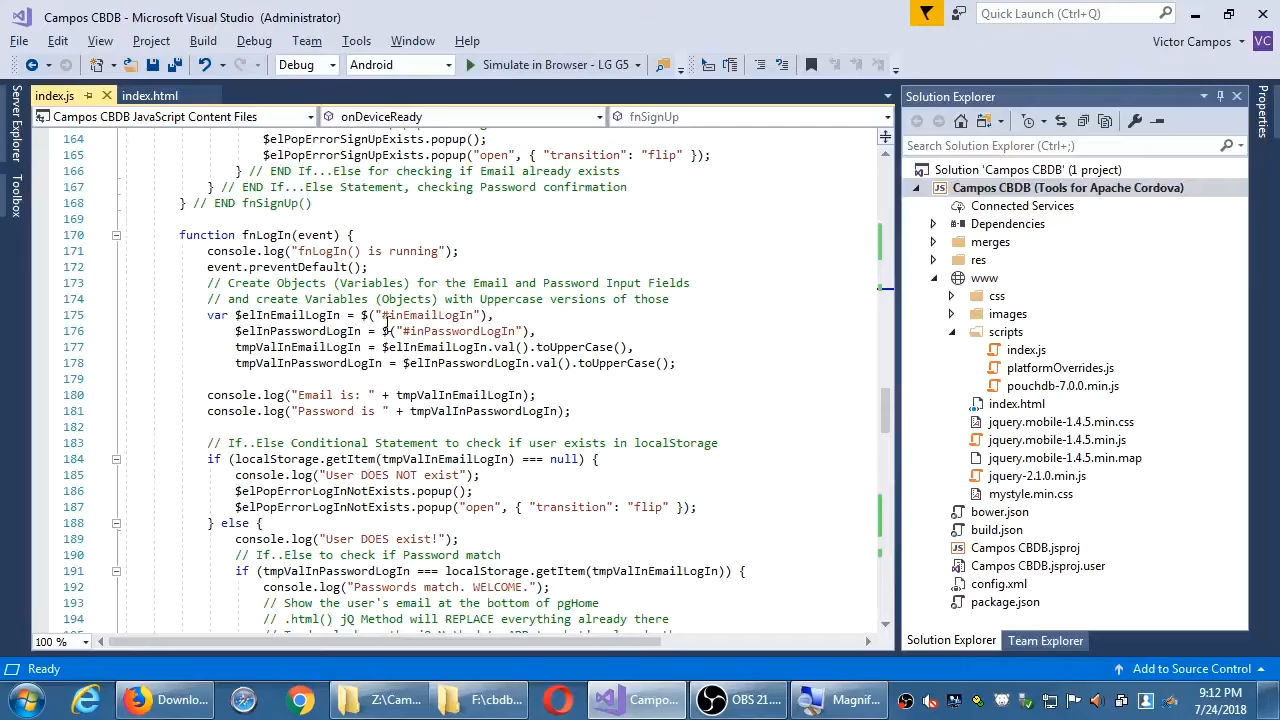 Campos CBDB - Microsoft Visual Studio (Administrator)
Quick Launch (Ctrl+Q)
File Edit View Project Build Debug Team Tools Window Help
Victor Campos VC
Debug Android Simulate in Browser - LG G5
index.js index.html
Solution Explorer
Server Explorer
Toolbox
Properties
Campos CBDB JavaScript Content Files onDeviceReady fnSignUp
Search Solution Explorer (Ctrl+;)
164 $elPopErrorSignUpExists.popup();
165 $elPopErrorSignUpExists.popup("open", { "transition": "flip" });
166 } // END If...Else for checking if Email already exists
167 } // END If...Else Statement, checking Password confirmation
168 } // END fnSignUp()
169
170 function fnLogIn(event) {
171 console.log("fnLogIn() is running");
172 event.preventDefault();
173 // Create Objects (Variables) for the Email and Password Input Fields
174 // and create Variables (Objects) with Uppercase versions of those
175 var $elInEmailLogIn = $("#inEmailLogIn"),
176 $elInPasswordLogIn = $("#inPasswordLogIn"),
177 tmpValInEmailLogIn = $elInEmailLogIn.val().toUpperCase(),
178 tmpValInPasswordLogIn = $elInPasswordLogIn.val().toUpperCase();
179
180 console.log("Email is: " + tmpValInEmailLogIn);
181 console.log("Password is " + tmpValInPasswordLogIn);
182
183 // If..Else Conditional Statement to check if user exists in localStorage
184 if (localStorage.getItem(tmpValInEmailLogIn) === null) {
185 console.log("User DOES NOT exist");
186 $elPopErrorLogInNotExists.popup();
187 $elPopErrorLogInNotExists.popup("open", { "transition": "flip" });
188 } else {
189 console.log("User DOES exist!");
190 // If..Else to check if Password match
191 if (tmpValInPasswordLogIn === localStorage.getItem(tmpValInEmailLogIn)) {
192 console.log("Passwords match. WELCOME.");
193 // Show the user's email at the bottom of pgHome
194 // .html() jQ Method will REPLACE everything already there
100 %
Solution 'Campos CBDB' (1 project)
JS Campos CBDB (Tools for Apache Cordova)
Connected Services
Dependencies
merges
res
www
css
images
scripts
index.js
platformOverrides.js
pouchdb-7.0.0.min.js
index.html
jquery.mobile-1.4.5.min.css
jquery.mobile-1.4.5.min.js
jquery.mobile-1.4.5.min.map
jquery-2.1.0.min.js
mystyle.min.css
bower.json
build.json
JS Campos CBDB.jsproj
Campos CBDB.jsproj.user
config.xml
package.json
Solution Explorer Team Explorer
Ready Add to Source Control
Downlo... Z:\Cam... F:\cbdb... Campo... OBS 21.... Magnif...
9:12 PM
7/24/2018